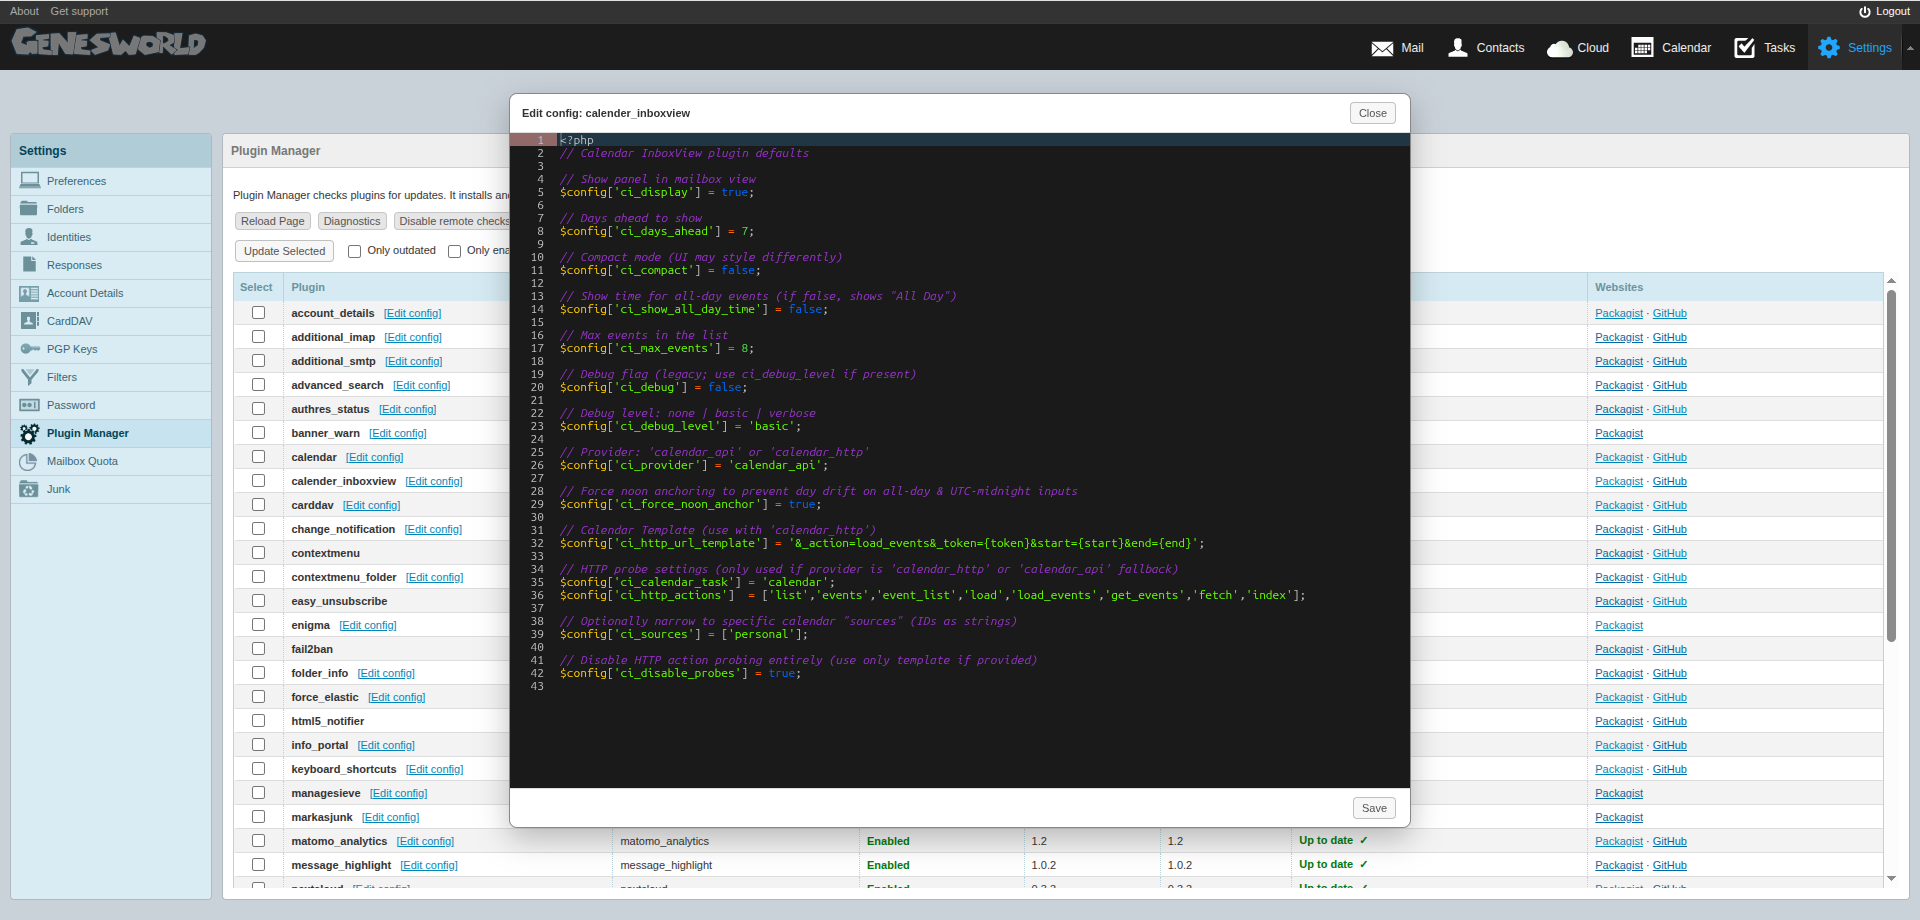 About Get support
Logout
GENESWORLD
Mail Contacts Cloud Calendar Tasks Settings
Edit config: calender_inboxview Close
Settings
Preferences
Folders
Identities
Responses
Account Details
CardDAV
PGP Keys
Filters
Password
Plugin Manager
Mailbox Quota
Junk
Plugin Manager
Plugin Manager checks plugins for updates. It installs an
Reload Page Diagnostics Disable remote checks
Update Selected Only outdated Only ena
Select Plugin Websites
account_details [Edit config] Packagist · GitHub
additional_imap [Edit config] Packagist · GitHub
additional_smtp [Edit config] Packagist · GitHub
advanced_search [Edit config] Packagist · GitHub
authres_status [Edit config] Packagist · GitHub
banner_warn [Edit config] Packagist
calendar [Edit config] Packagist · GitHub
calender_inboxview [Edit config] Packagist · GitHub
carddav [Edit config] Packagist · GitHub
change_notification [Edit config] Packagist · GitHub
contextmenu Packagist · GitHub
contextmenu_folder [Edit config] Packagist · GitHub
easy_unsubscribe Packagist · GitHub
enigma [Edit config] Packagist
fail2ban Packagist · GitHub
folder_info [Edit config] Packagist · GitHub
force_elastic [Edit config] Packagist · GitHub
html5_notifier Packagist · GitHub
info_portal [Edit config] Packagist · GitHub
keyboard_shortcuts [Edit config] Packagist · GitHub
managesieve [Edit config] Packagist
markasjunk [Edit config] Packagist
matomo_analytics [Edit config] matomo_analytics Enabled 1.2 1.2 Up to date ✓ Packagist · GitHub
message_highlight [Edit config] message_highlight Enabled 1.0.2 1.0.2 Up to date ✓ Packagist · GitHub
1 <?php
2 // Calendar InboxView plugin defaults
3
4 // Show panel in mailbox view
5 $config['ci_display'] = true;
6
7 // Days ahead to show
8 $config['ci_days_ahead'] = 7;
9
10 // Compact mode (UI may style differently)
11 $config['ci_compact'] = false;
12
13 // Show time for all-day events (if false, shows "All Day")
14 $config['ci_show_all_day_time'] = false;
15
16 // Max events in the list
17 $config['ci_max_events'] = 8;
18
19 // Debug flag (legacy; use ci_debug_level if present)
20 $config['ci_debug'] = false;
21
22 // Debug level: none | basic | verbose
23 $config['ci_debug_level'] = 'basic';
24
25 // Provider: 'calendar_api' or 'calendar_http'
26 $config['ci_provider'] = 'calendar_api';
27
28 // Force noon anchoring to prevent day drift on all-day & UTC-midnight inputs
29 $config['ci_force_noon_anchor'] = true;
30
31 // Calendar Template (use with 'calendar_http')
32 $config['ci_http_url_template'] = '&_action=load_events&_token={token}&start={start}&end={end}';
33
34 // HTTP probe settings (only used if provider is 'calendar_http' or 'calendar_api' fallback)
35 $config['ci_calendar_task'] = 'calendar';
36 $config['ci_http_actions']  = ['list','events','event_list','load','load_events','get_events','fetch','index'];
37
38 // Optionally narrow to specific calendar "sources" (IDs as strings)
39 $config['ci_sources'] = ['personal'];
40
41 // Disable HTTP action probing entirely (use only template if provided)
42 $config['ci_disable_probes'] = true;
43
Save